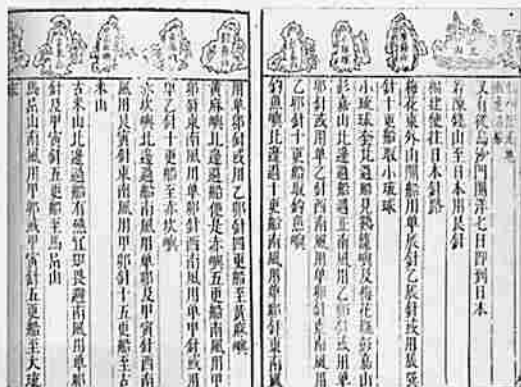 又有從烏沙門開洋七日即到日本
若陳錢山至日本用艮針
福建使往日本針路
梅花東外山開船用單辰針乙辰針或用辰巽
針十更船取小琉球
小琉球套北過船見雞籠嶼及梅花瓶彭嘉山
彭嘉山北邊過船遇正南風用乙卯針或用單
卯針或用單乙針西南風用單卯針東南風用
乙卯針十更船取釣魚嶼
釣魚嶼北邊過十更船南風用單卯針東南風
用單卯針或用乙卯針四更船至黃麻嶼
黃麻嶼北邊過船便是赤嶼五更船南風用甲
卯針東南風用單卯針西南風用單甲針或用
單乙針十更船至赤坎嶼
赤坎嶼北邊過船南風用單卯及甲寅針西南
風用艮寅針東南風用甲卯針十五更船至古
米山
古米山北邊過船有礁宜知畏避南風用單卯
針及甲寅針五更船至馬岊山
馬岊山南風用甲卯或甲寅針五更船至大琉
球